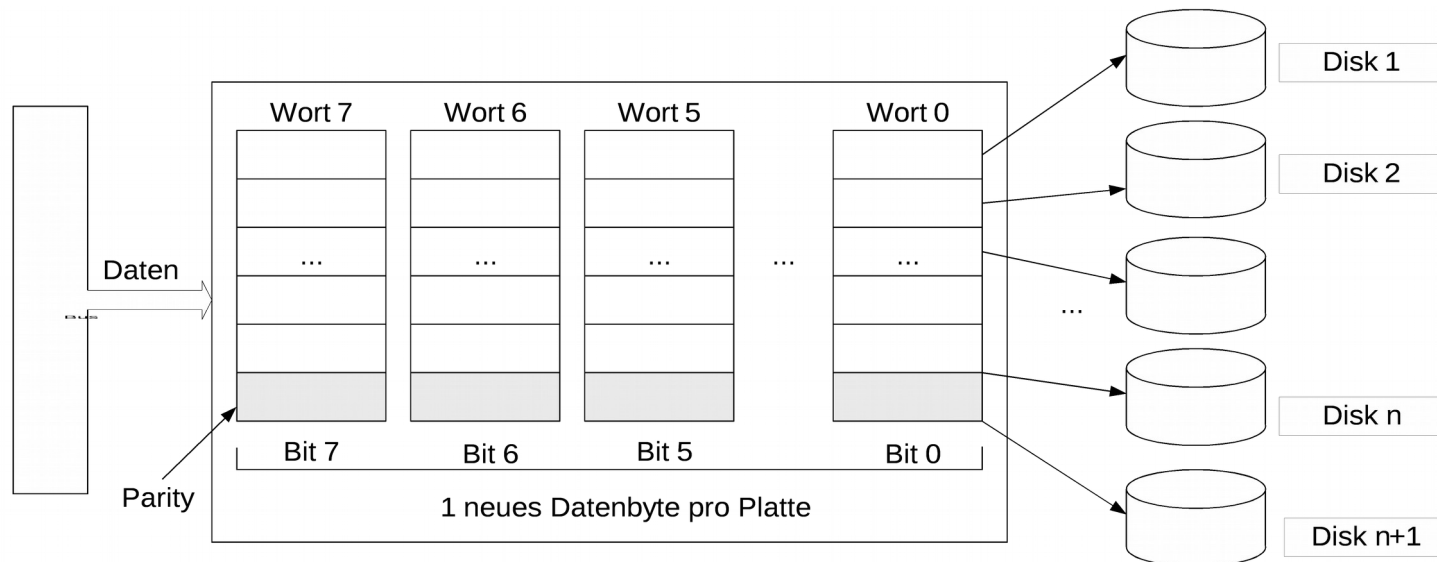 Wort 7 Wort 6 Wort 5 Wort 0
Daten
Bus
... ... ... ... ...
...
Bit 7 Bit 6 Bit 5 Bit 0
Parity
1 neues Datenbyte pro Platte
Disk 1
Disk 2
Disk n
Disk n+1